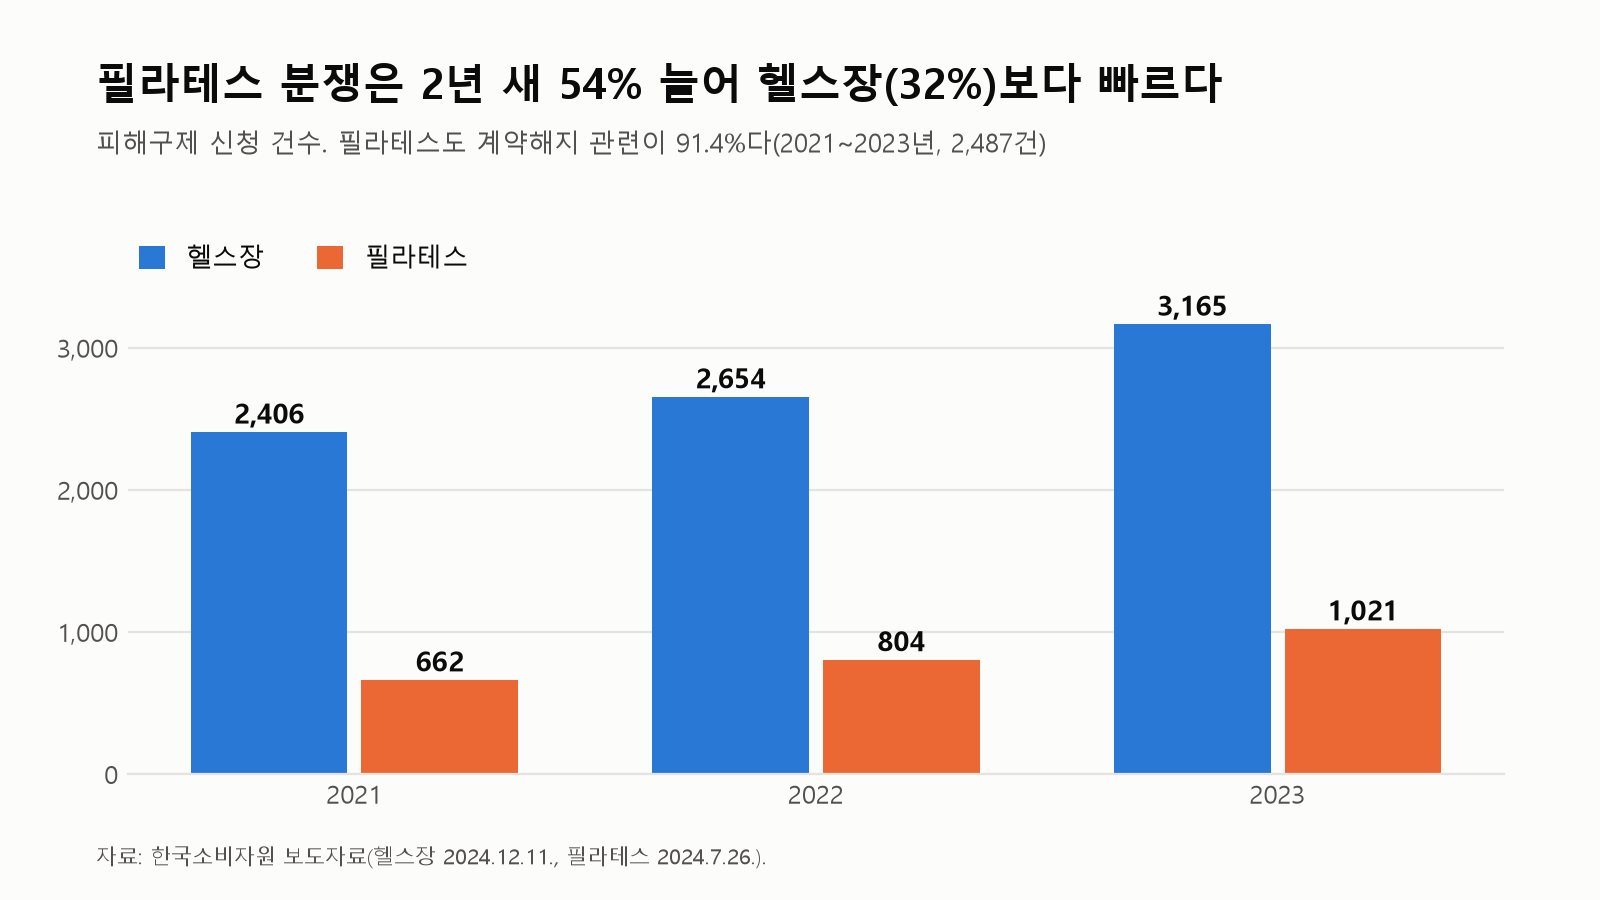 필라테스 분쟁은 2년 새 54% 늘어 헬스장(32%)보다 빠르다
피해구제 신청 건수. 필라테스도 계약해지 관련이 91.4%다(2021~2023년, 2,487건)
헬스장 필라테스
3,165
3,000
2,654
2,406
2,000
1,021
1,000
804
662
0
2021 2022 2023
자료: 한국소비자원 보도자료(헬스장 2024.12.11., 필라테스 2024.7.26.).